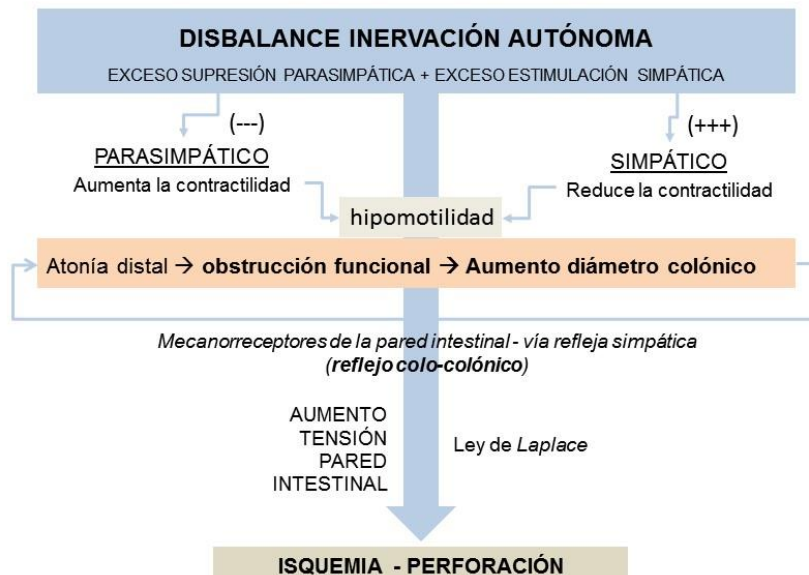 DISBALANCE INERVACIÓN AUTÓNOMA
EXCESO SUPRESIÓN PARASIMPÁTICA + EXCESO ESTIMULACIÓN SIMPÁTICA
(---)
(+++)
PARASIMPÁTICO
Aumenta la contractilidad
SIMPÁTICO
Reduce la contractilidad
hipomotilidad
Atonía distal → obstrucción funcional → Aumento diámetro colónico
Mecanorreceptores de la pared intestinal - vía refleja simpática
(reflejo colo-colónico)
AUMENTO
TENSIÓN
PARED
INTESTINAL
Ley de Laplace
ISQUEMIA - PERFORACIÓN